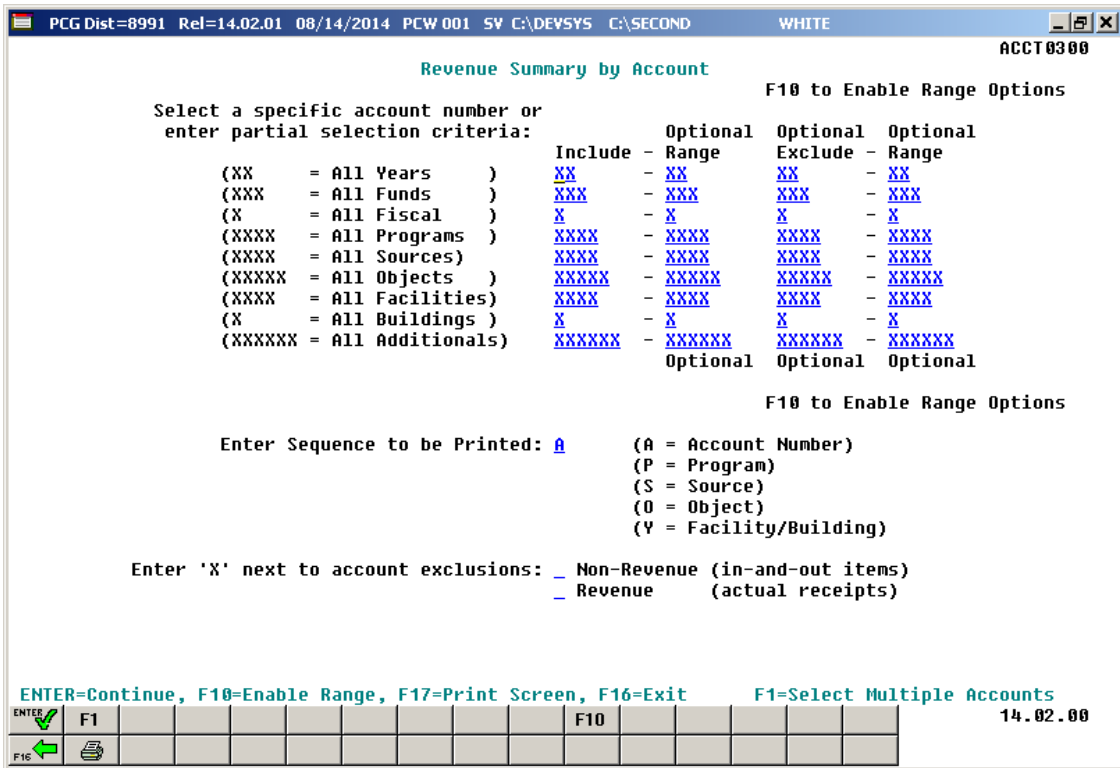 PCG Dist=8991 Rel=14.02.01 08/14/2014 PCW 001 SV C:\DEVSYS C:\SECOND WHITE
ACCT0300
Revenue Summary by Account
F10 to Enable Range Options
Select a specific account number or
enter partial selection criteria: Optional Optional Optional
Include - Range Exclude - Range
(XX = All Years ) XX - XX XX - XX
(XXX = All Funds ) XXX - XXX XXX - XXX
(X = All Fiscal ) X - X X - X
(XXXX = All Programs ) XXXX - XXXX XXXX - XXXX
(XXXX = All Sources) XXXX - XXXX XXXX - XXXX
(XXXXX = All Objects ) XXXXX - XXXXX XXXXX - XXXXX
(XXXX = All Facilities) XXXX - XXXX XXXX - XXXX
(X = All Buildings ) X - X X - X
(XXXXXX = All Additionals) XXXXXX - XXXXXX XXXXXX - XXXXXX
Optional Optional Optional
F10 to Enable Range Options
Enter Sequence to be Printed: A (A = Account Number)
(P = Program)
(S = Source)
(O = Object)
(Y = Facility/Building)
Enter 'X' next to account exclusions: _ Non-Revenue (in-and-out items)
_ Revenue (actual receipts)
ENTER=Continue, F10=Enable Range, F17=Print Screen, F16=Exit F1=Select Multiple Accounts
ENTER F1 F10 14.02.00
F16